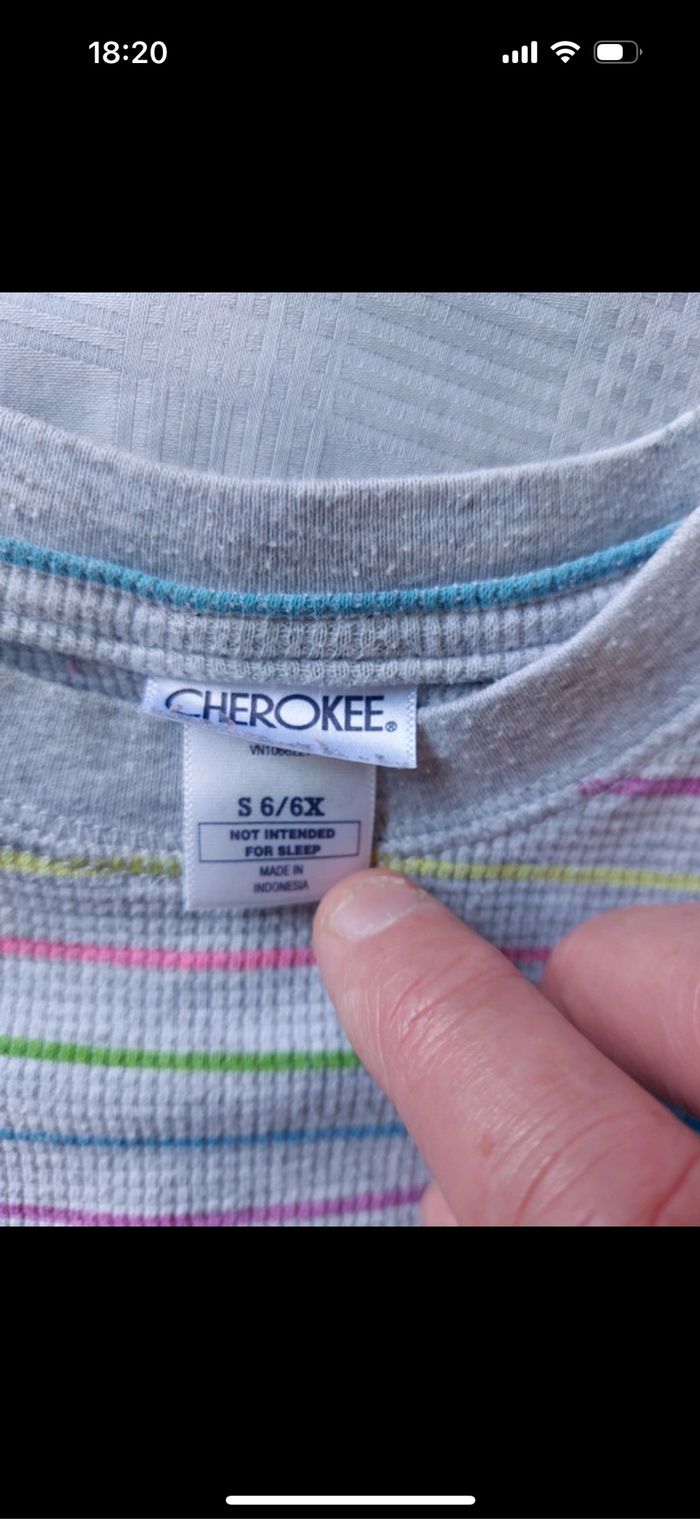 18:20
CHEROKEE®
S 6/6X
NOT INTENDED
FOR SLEEP
MADE IN
INDONESIA